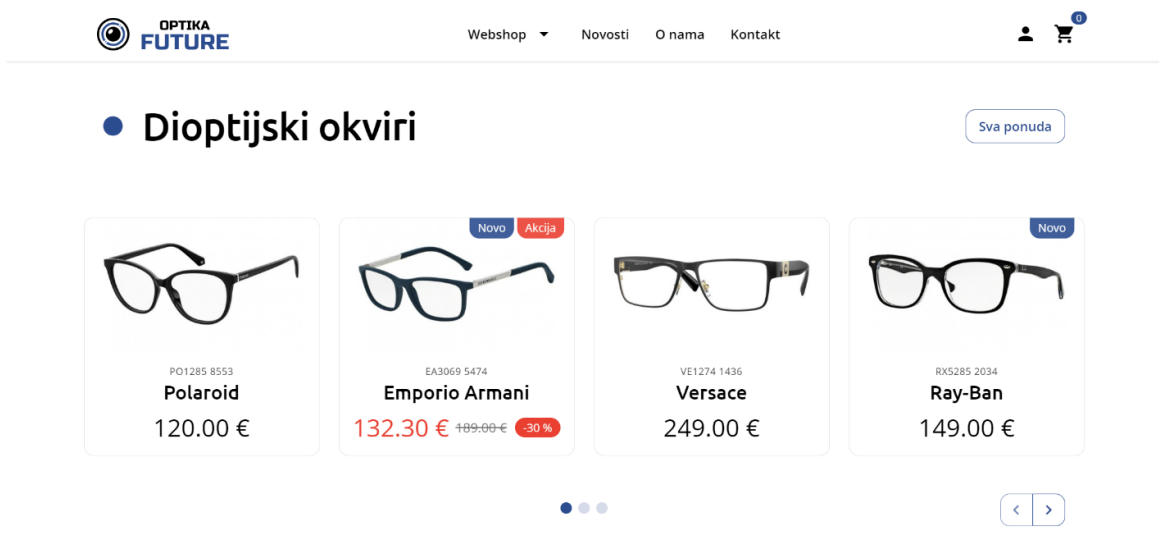 OPTIKA
FUTURE
Webshop
Novosti
O nama
Kontakt
0
Dioptijski okviri
Sva ponuda
PO1285 8553
Polaroid
120.00 €
Novo
Akcija
EA3069 5474
Emporio Armani
132.30 € 189.00 € -30 %
VE1274 1436
Versace
249.00 €
Novo
RX5285 2034
Ray-Ban
149.00 €